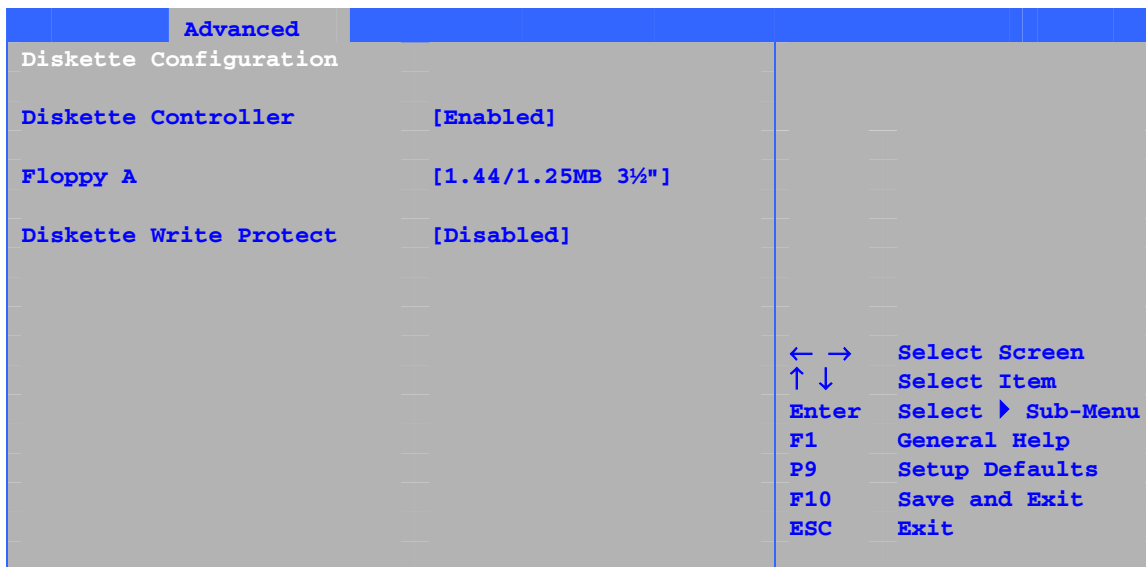 Advanced
Diskette Configuration
Diskette Controller [Enabled]
Floppy A [1.44/1.25MB 3½"]
Diskette Write Protect [Disabled]
← → Select Screen
↑ ↓ Select Item
Enter Select ▶ Sub-Menu
F1 General Help
P9 Setup Defaults
F10 Save and Exit
ESC Exit